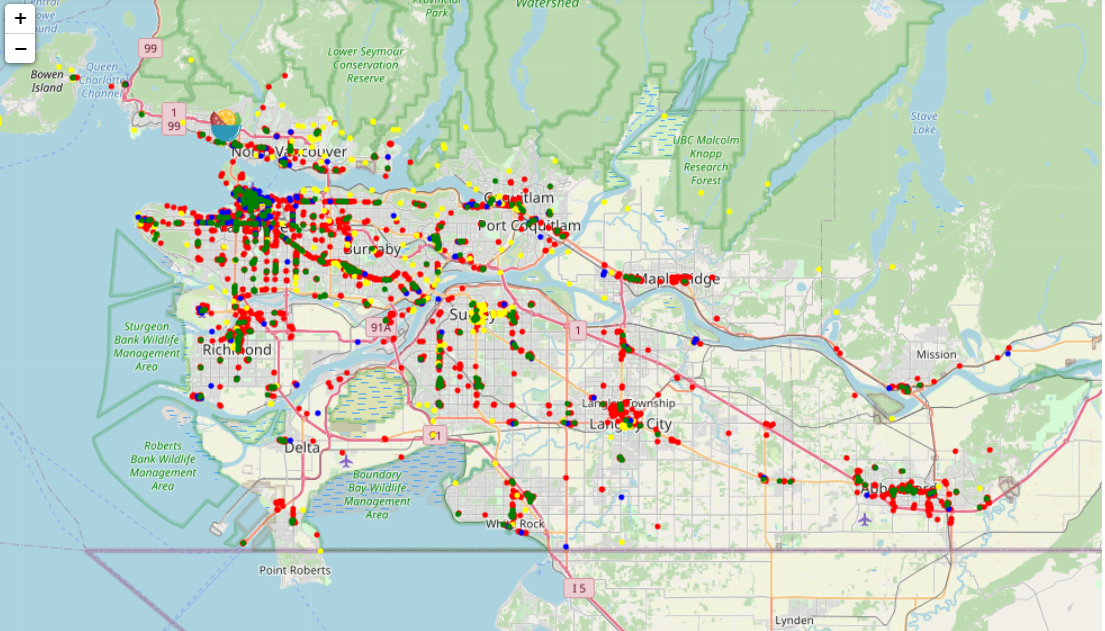 +
−
Provincial
Park
Watershed
99
Lower Seymour
Conservation
Reserve
Bowen
Island
Queen
Charlotte
Channel
1
99
Stave
Lake
UBC Malcolm
Knapp
Research
Forest
North Vancouver
Coquitlam
Port Coquitlam
Burnaby
Maple Ridge
Surrey
91A
1
Sturgeon
Bank Wildlife
Management
Area
Richmond
Mission
Langley Township
Langley City
Delta
Roberts
Bank Wildlife
Management
Area
Boundary
Bay Wildlife
Management
Area
Abbotsford
White Rock
Point Roberts
I 5
Lynden